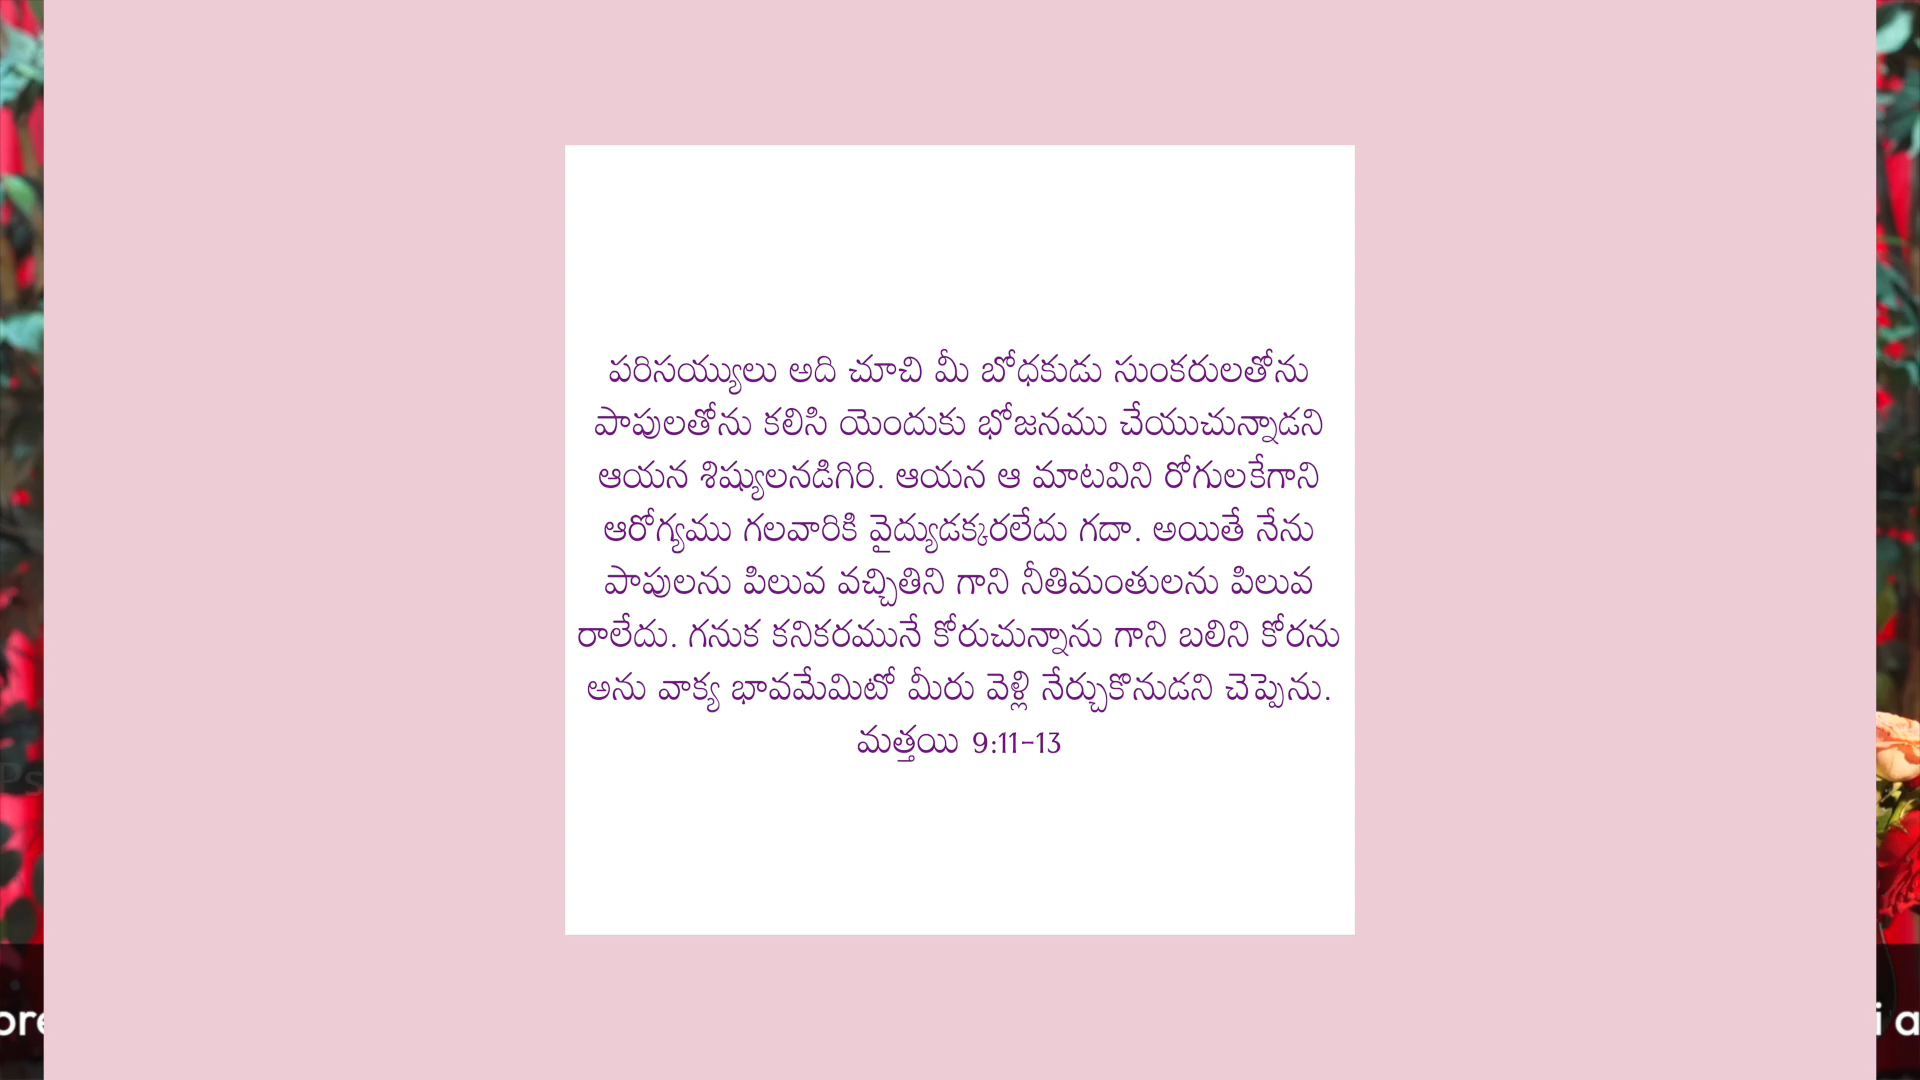 పరిసయ్యులు అది చూచి మీ బోధకుడు సుంకరులతోను
పాపులతోను కలిసి యెందుకు భోజనము చేయుచున్నాడని
ఆయన శిష్యులనడిగిరి. ఆయన ఆ మాటవిని రోగులకేగాని
ఆరోగ్యము గలవారికి వైద్యుడక్కరలేదు గదా. అయితే నేను
పాపులను పిలువ వచ్చితిని గాని నీతిమంతులను పిలువ
రాలేదు. గనుక కనికరమునే కోరుచున్నాను గాని బలిని కోరను
అను వాక్య భావమేమిటో మీరు వెళ్లి నేర్చుకొనుడని చెప్పెను.
మత్తయి 9:11-13